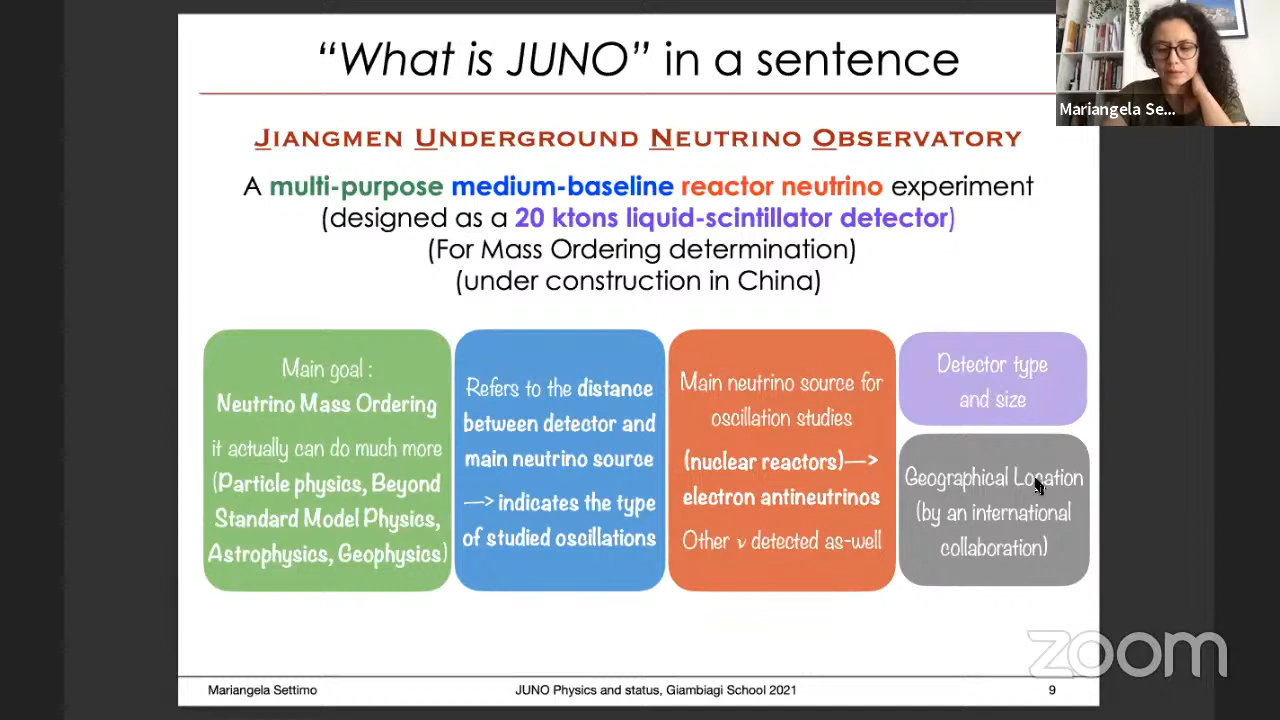 “What is JUNO” in a sentence
Mariangela Se...
JIANGMEN UNDERGROUND NEUTRINO OBSERVATORY
A multi-purpose medium-baseline reactor neutrino experiment
(designed as a 20 ktons liquid-scintillator detector)
(For Mass Ordering determination)
(under construction in China)
Main goal :
Neutrino Mass Ordering
it actually can do much more
(Particle physics, Beyond
Standard Model Physics,
Astrophysics, Geophysics)
Refers to the distance
between detector and
main neutrino source
—> indicates the type
of studied oscillations
Main neutrino source for
oscillation studies
(nuclear reactors)—>
electron antineutrinos
Other ν detected as-well
Detector type
and size
Geographical Location
(by an international
collaboration)
zoom
Mariangela Settimo
JUNO Physics and status, Giambiagi School 2021
9